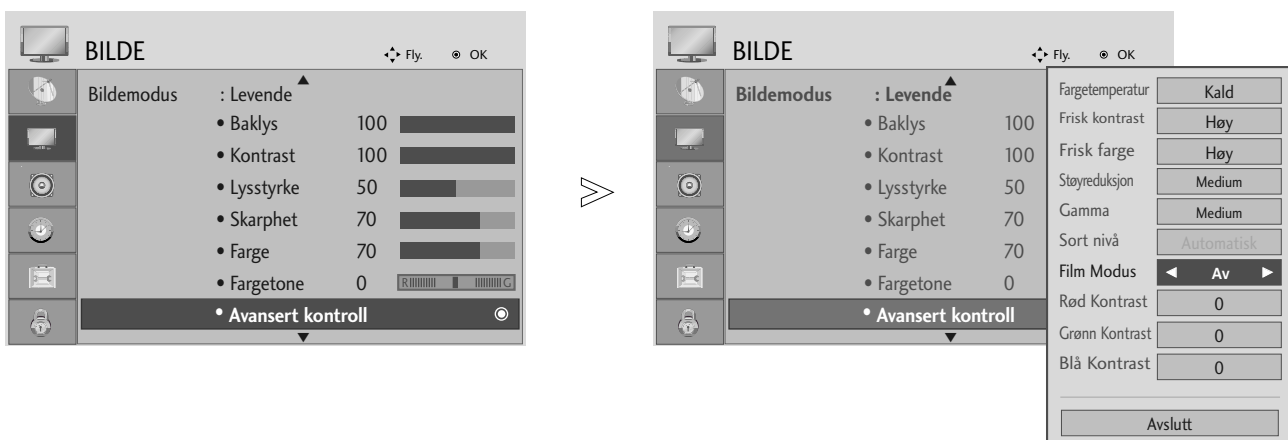 BILDE
Fly. OK
Bildemodus : Levende
• Baklys 100
• Kontrast 100
• Lysstyrke 50
• Skarphet 70
• Farge 70
• Fargetone 0 R G
• Avansert kontroll
BILDE
Fly. OK
Bildemodus : Levende
• Baklys 100
• Kontrast 100
• Lysstyrke 50
• Skarphet 70
• Farge 70
• Fargetone 0
• Avansert kontroll
Fargetemperatur Kald
Frisk kontrast Høy
Frisk farge Høy
Støyreduksjon Medium
Gamma Medium
Sort nivå Automatisk
Film Modus ◀ Av ▶
Rød Kontrast 0
Grønn Kontrast 0
Blå Kontrast 0
Avslutt